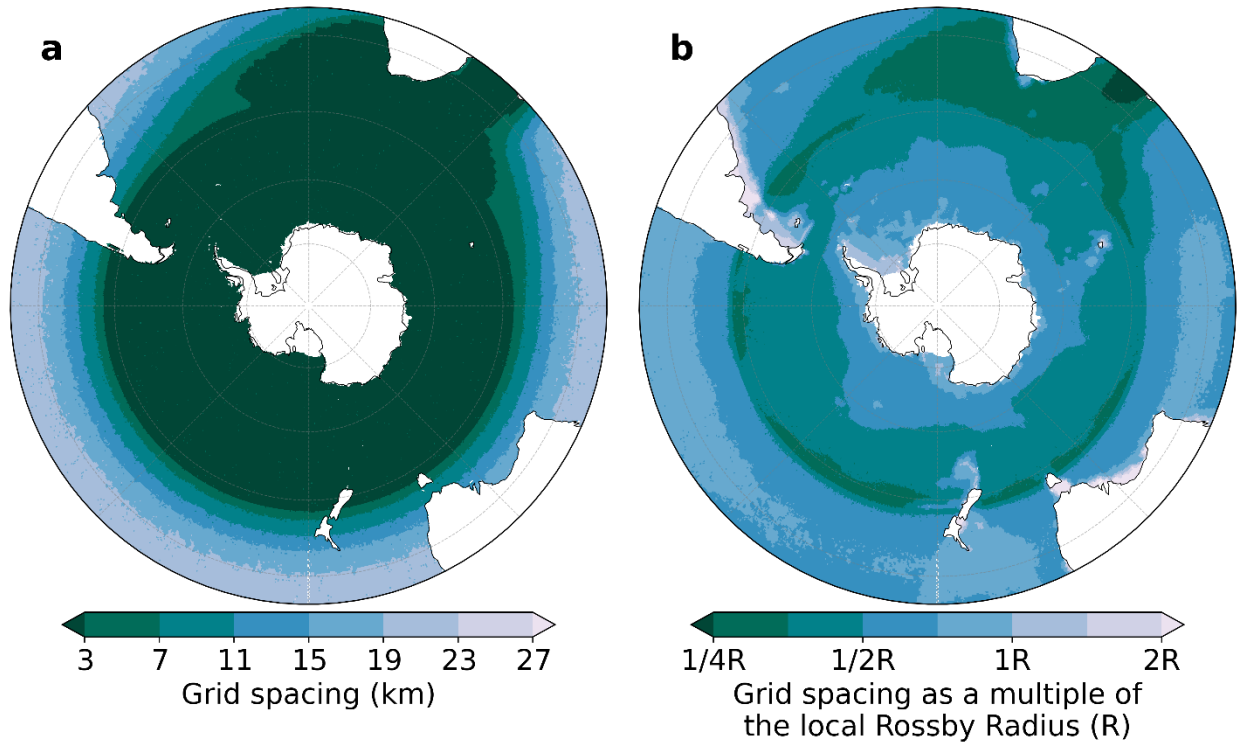 a
b
3 7 11 15 19 23 27
Grid spacing (km)
1/4R 1/2R 1R 2R
Grid spacing as a multiple of
the local Rossby Radius (R)